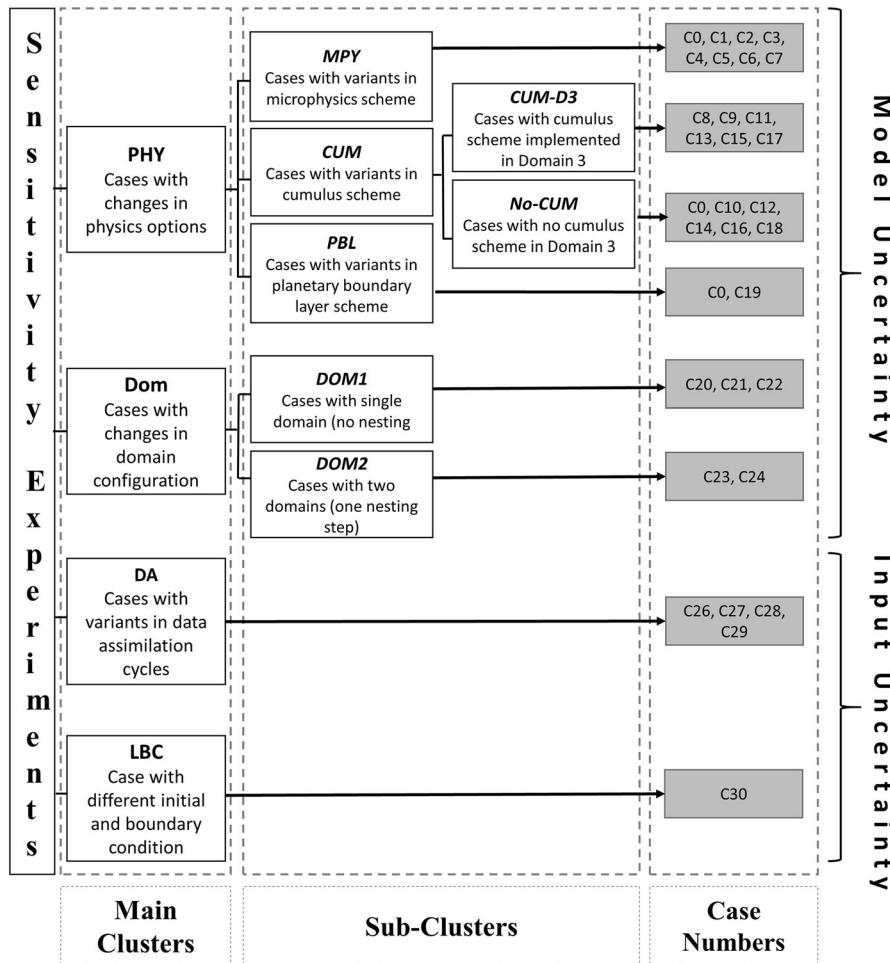 Sensitivity Experiments
PHY
Cases with
changes in
physics options
MPY
Cases with variants in
microphysics scheme
CUM
Cases with variants in
cumulus scheme
PBL
Cases with variants in
planetary boundary
layer scheme
CUM-D3
Cases with cumulus
scheme implemented
in Domain 3
No-CUM
Cases with no cumulus
scheme in Domain 3
C0, C1, C2, C3,
C4, C5, C6, C7
C8, C9, C11,
C13, C15, C17
C0, C10, C12,
C14, C16, C18
C0, C19
Dom
Cases with
changes in
domain
configuration
DOM1
Cases with single
domain (no nesting
DOM2
Cases with two
domains (one nesting
step)
C20, C21, C22
C23, C24
Model Uncertainty
DA
Cases with
variants in data
assimilation
cycles
C26, C27, C28,
C29
LBC
Case with
different initial
and boundary
condition
C30
Input Uncertainty
Main
Clusters
Sub-Clusters
Case
Numbers